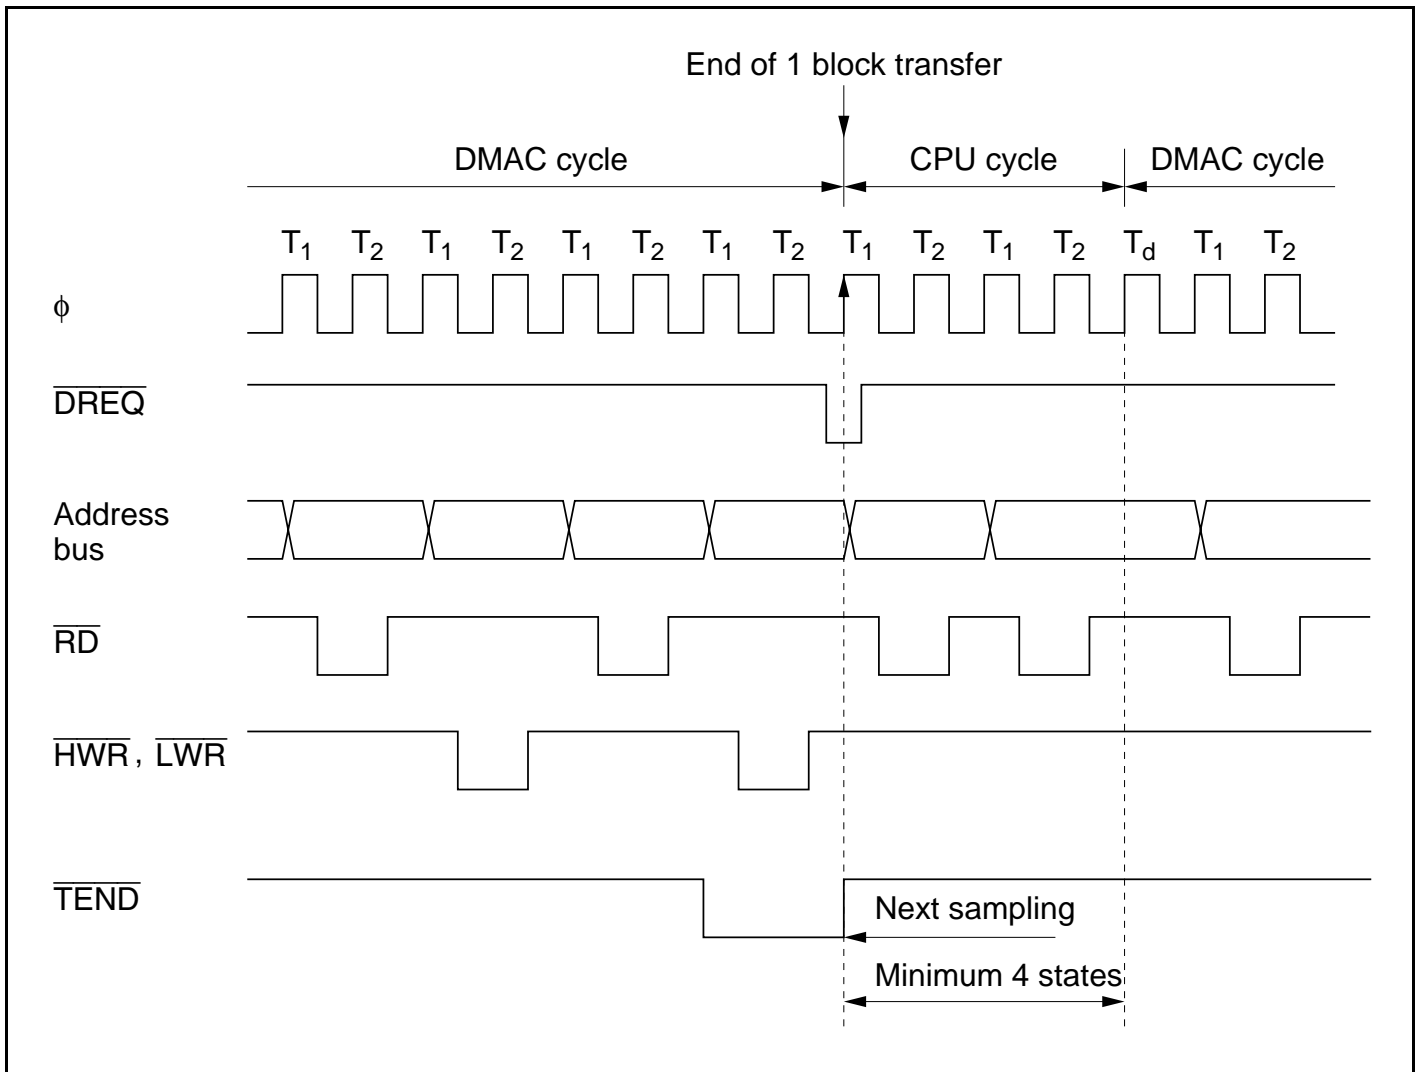 End of 1 block transfer
DMAC cycle CPU cycle DMAC cycle
T1 T2 T1 T2 T1 T2 T1 T2 T1 T2 T1 T2 Td T1 T2
ϕ
DREQ
Address
bus
RD
HWR, LWR
TEND
Next sampling
Minimum 4 states